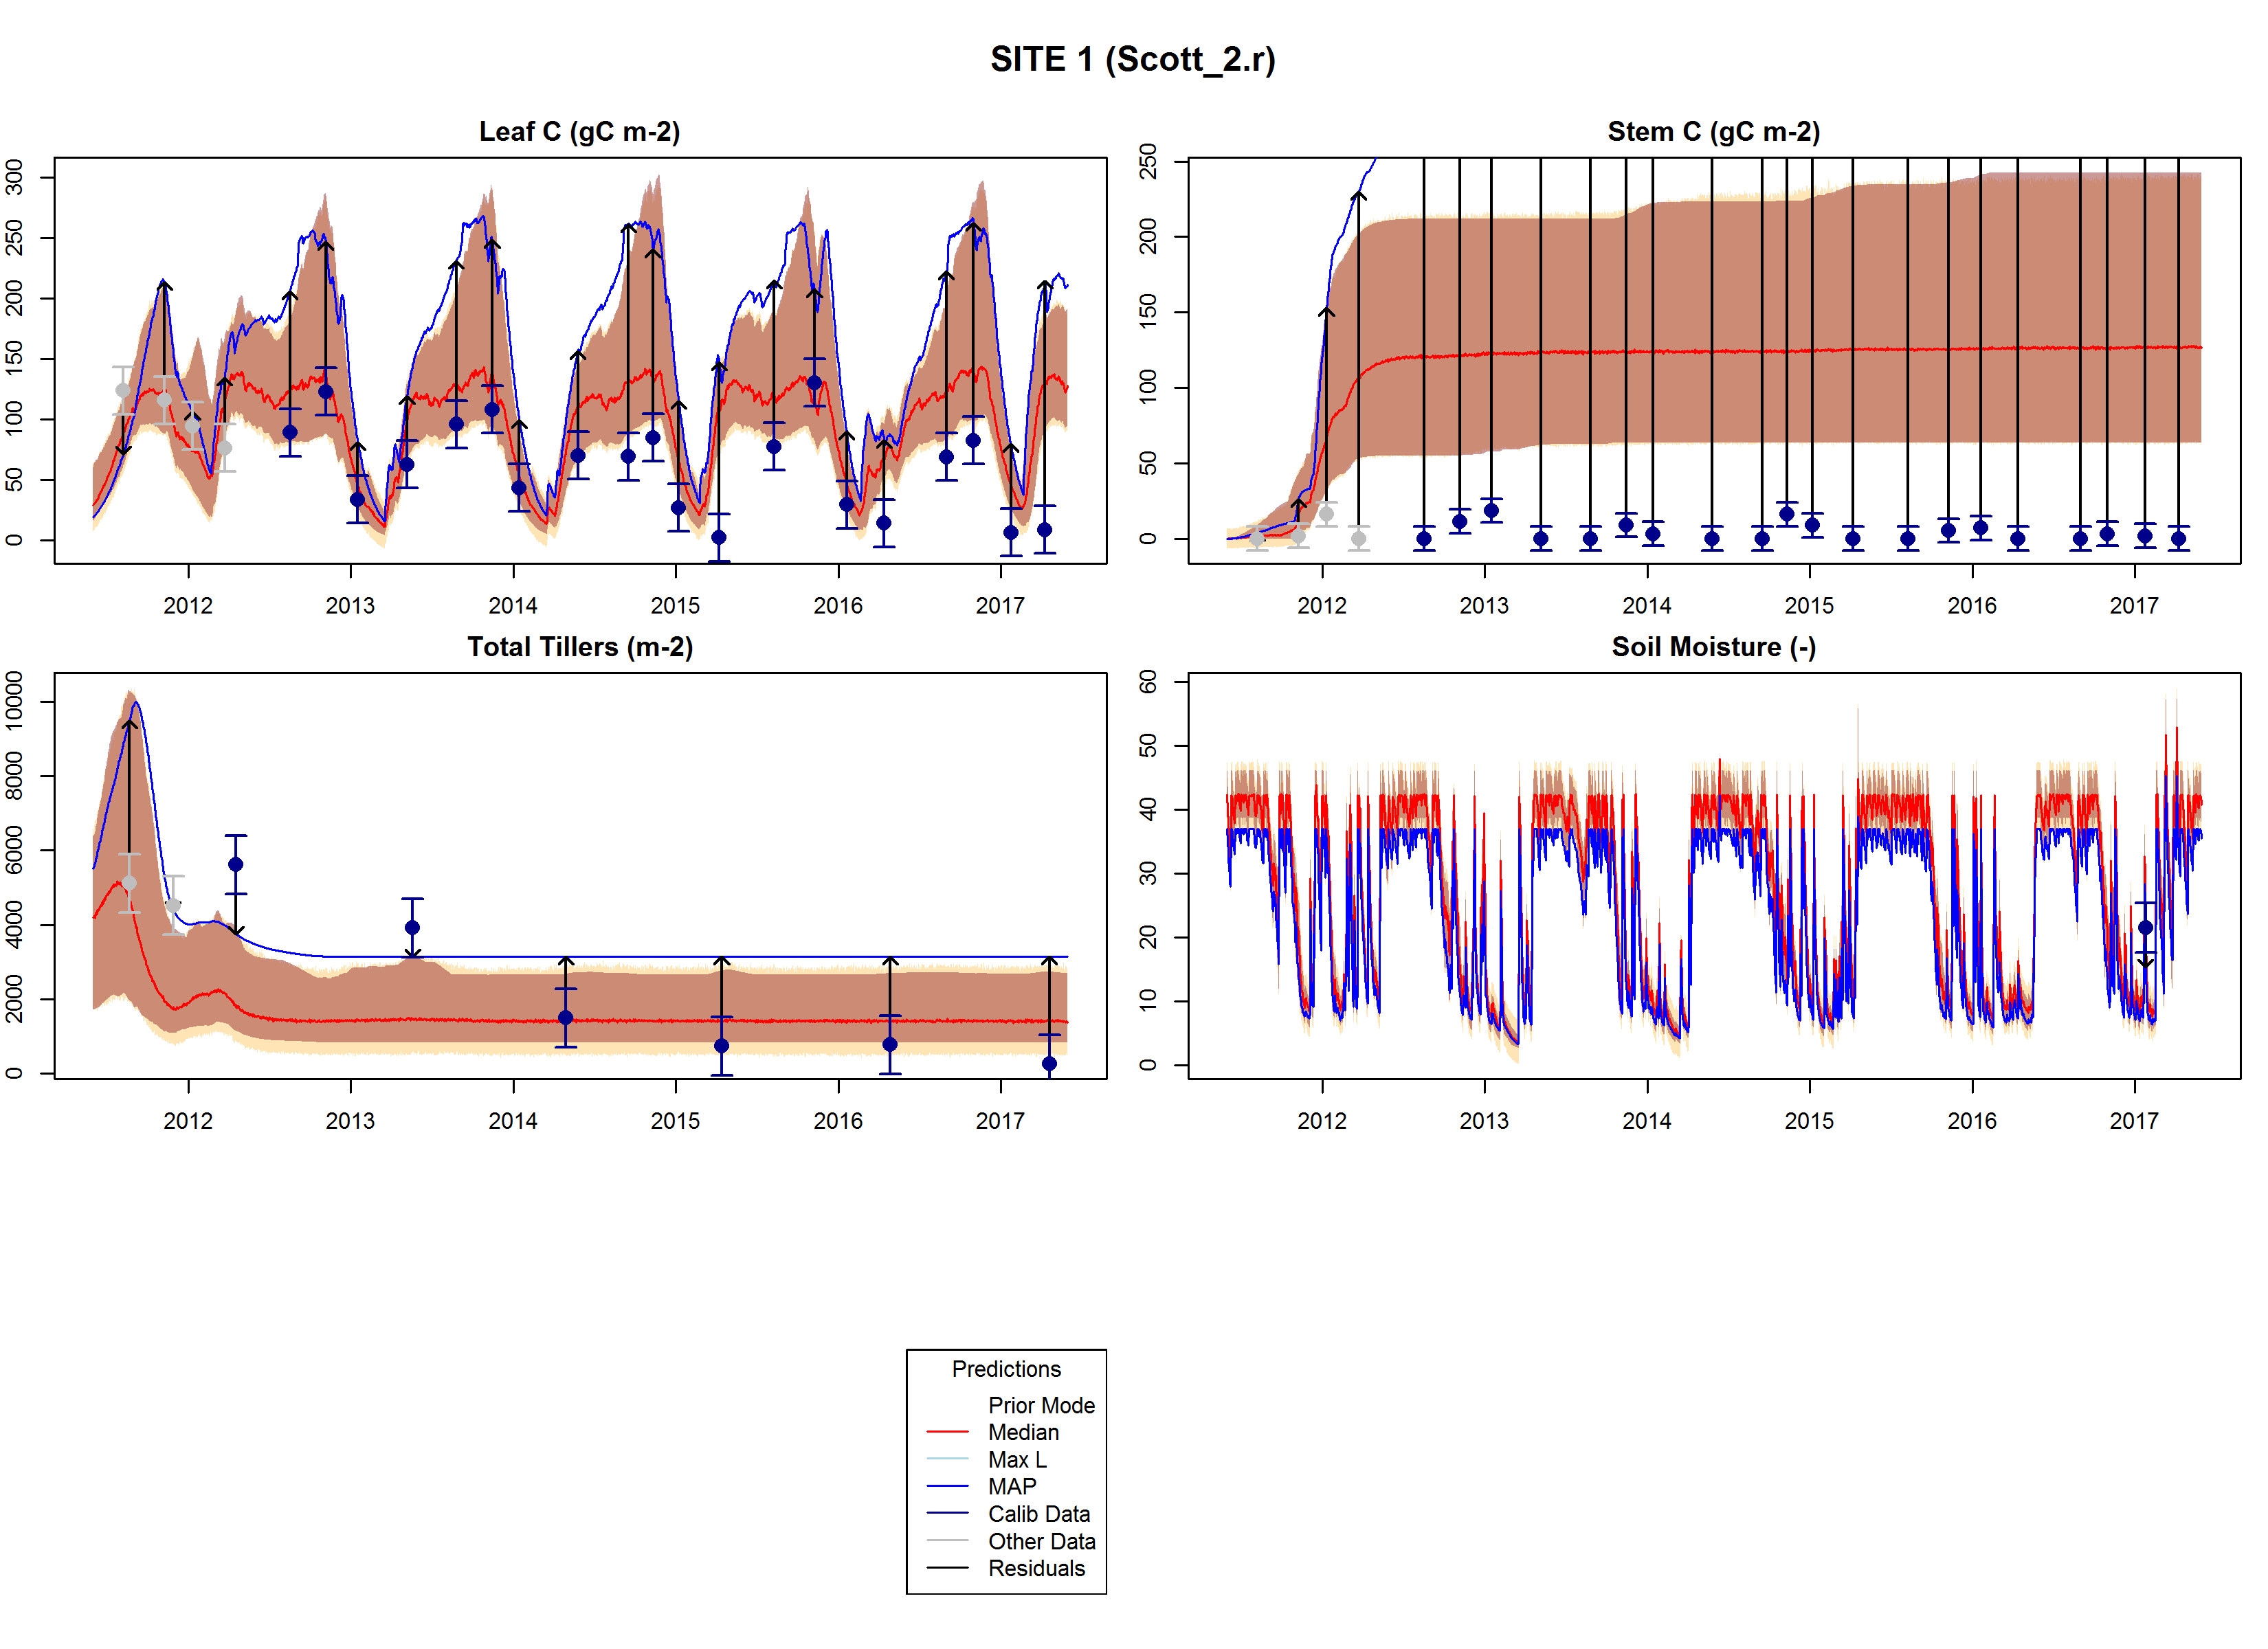 SITE 1 (Scott_2.r)
Leaf C (gC m-2)
0 50 100 150 200 250 300
2012 2013 2014 2015 2016 2017
Stem C (gC m-2)
0 50 100 150 200 250
2012 2013 2014 2015 2016 2017
Total Tillers (m-2)
0 2000 4000 6000 8000 10000
2012 2013 2014 2015 2016 2017
Soil Moisture (-)
0 10 20 30 40 50 60
2012 2013 2014 2015 2016 2017
Predictions
Prior Mode
Median
Max L
MAP
Calib Data
Other Data
Residuals